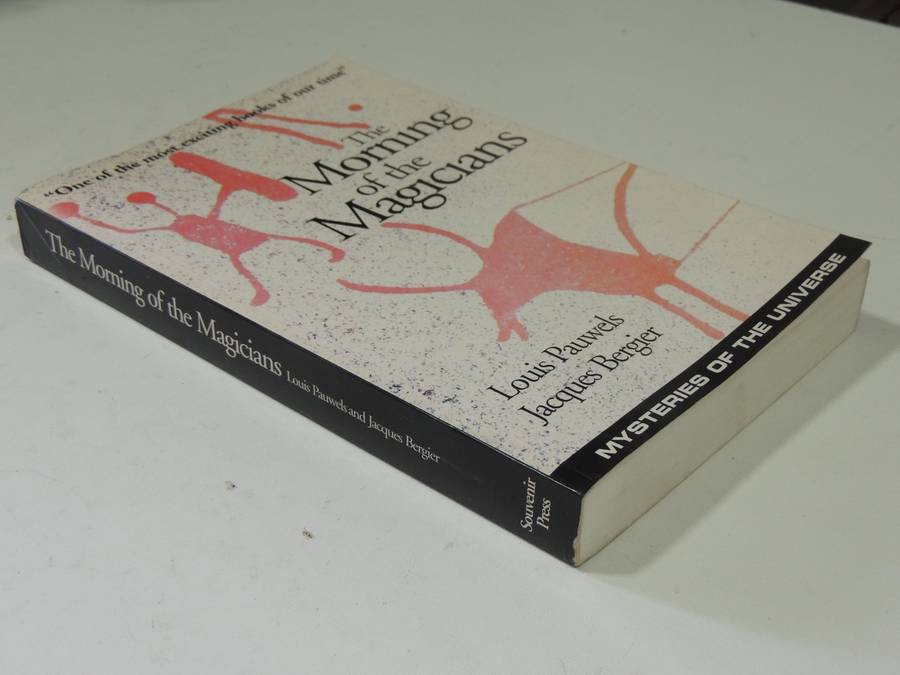 “One of the most exciting books of our time”
The
Morning
of the
Magicians
Louis Pauwels
Jacques Bergier
MYSTERIES OF THE UNIVERSE
The Morning of the Magicians Louis Pauwels and Jacques Bergier
Souvenir
Press